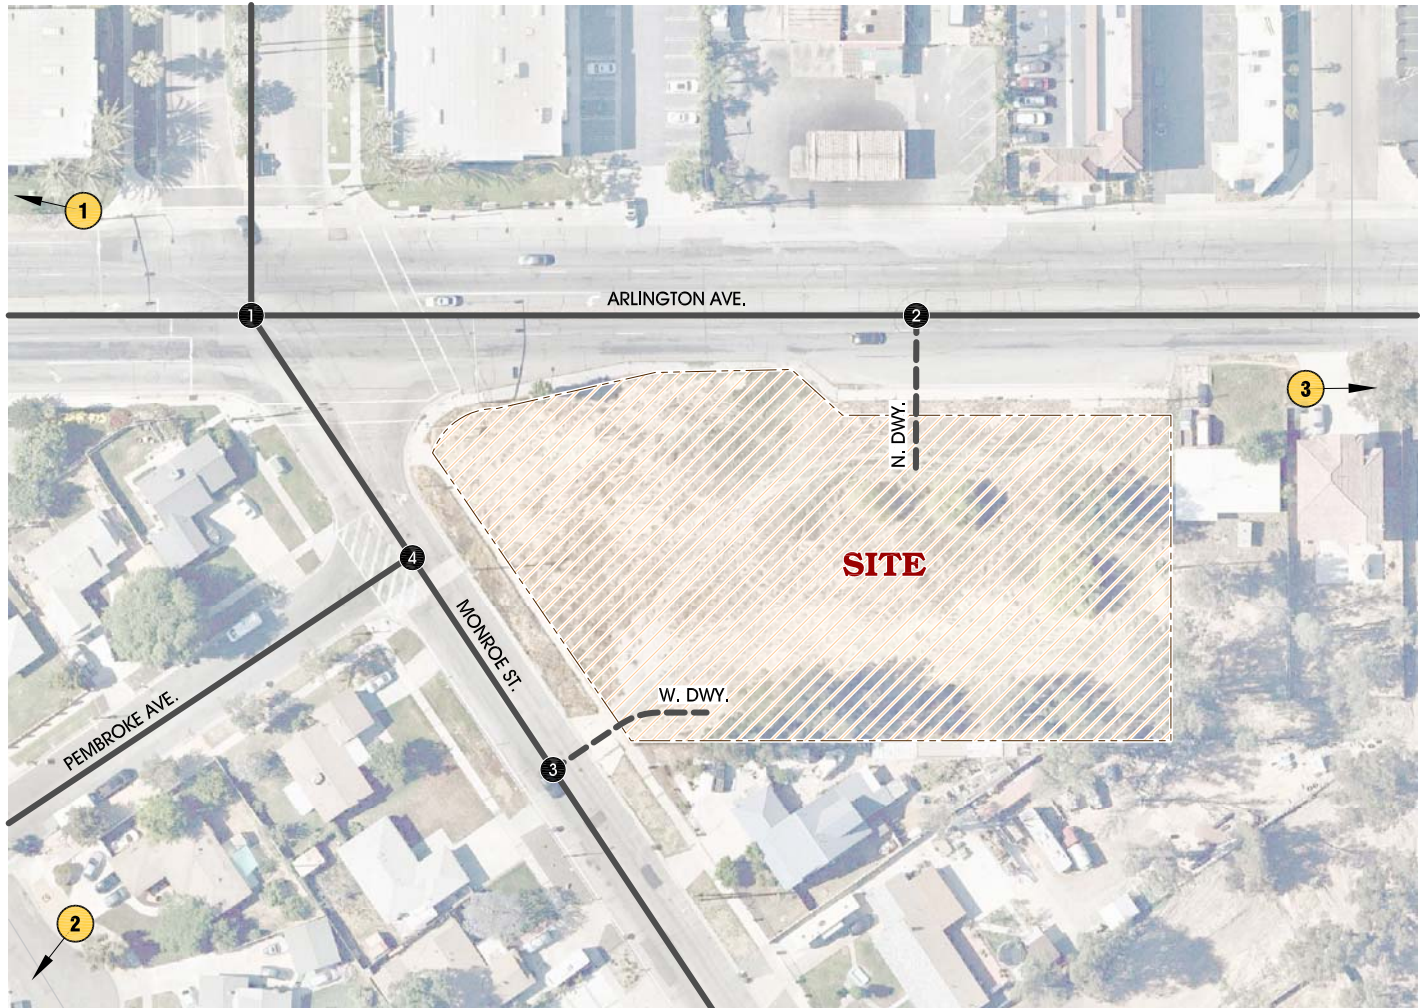 1
1
ARLINGTON AVE.
2
3
N. DWY.
4
SITE
MONROE ST.
PEMBROKE AVE.
W. DWY.
3
2